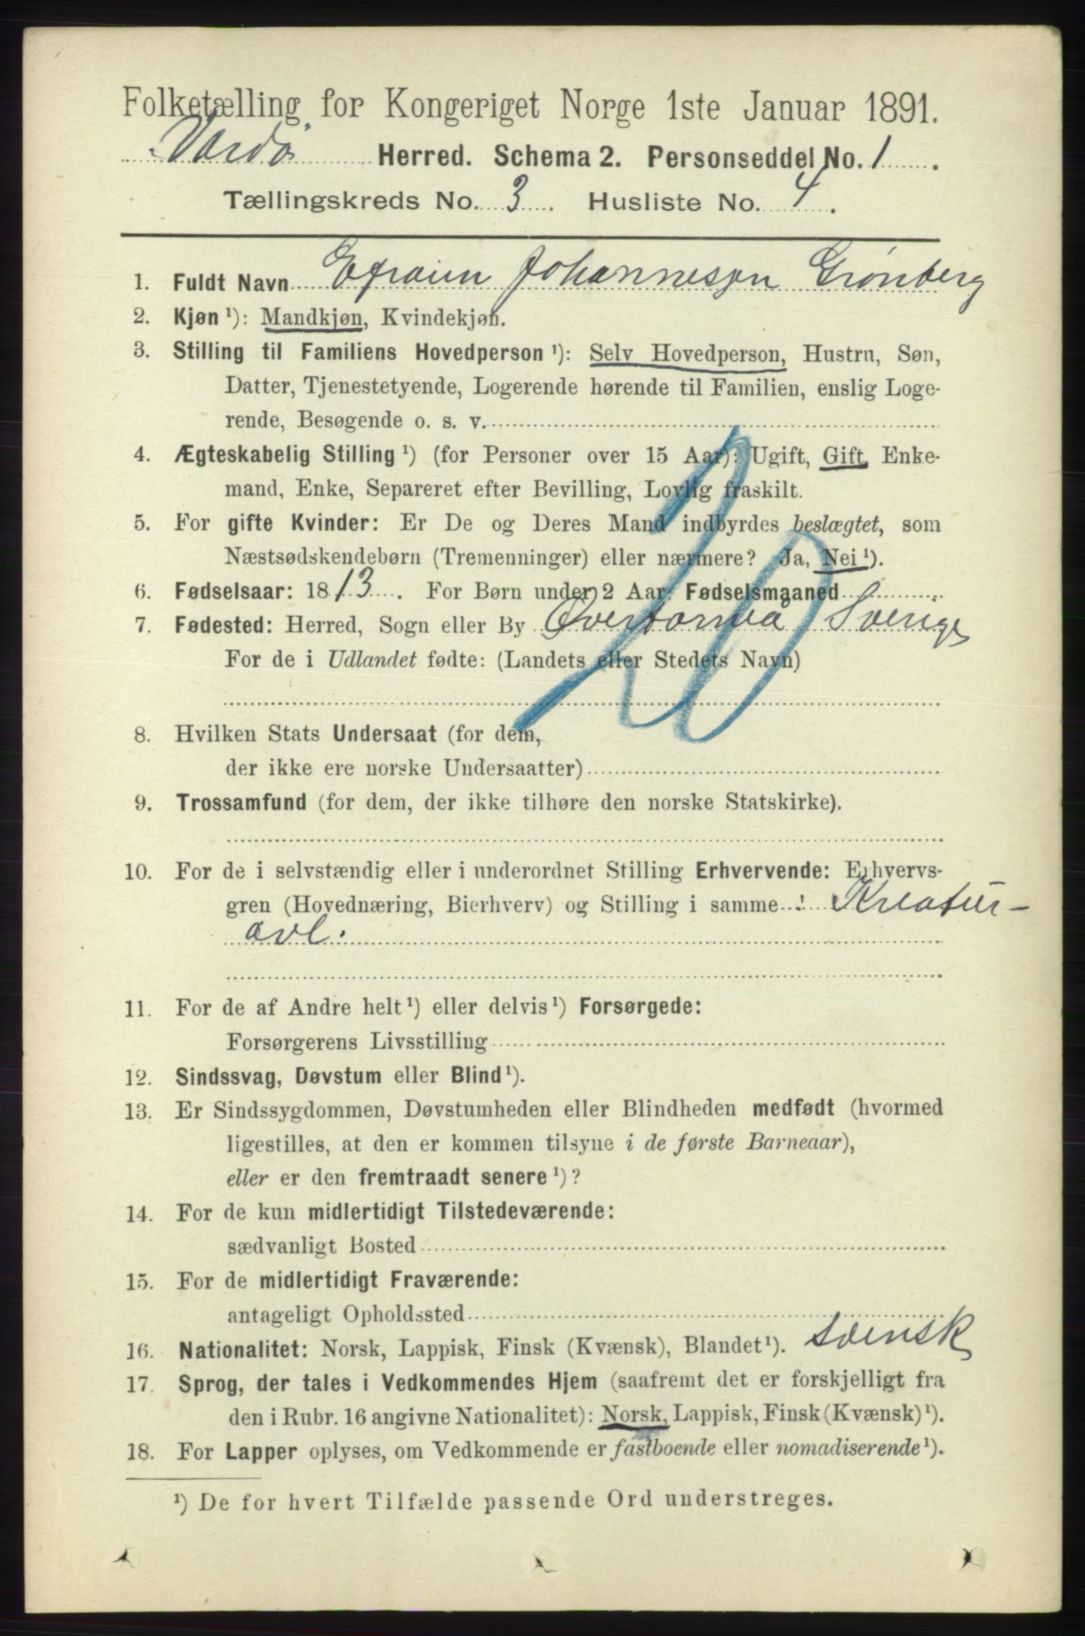 Folketælling for Kongeriget Norge 1ste Januar 1891.
Vardø Herred. Schema 2. Personseddel No. 1.
Tællingskreds No. 3. Husliste No. 4.
1. Fuldt Navn Efraim Johannesen Grønberg
2. Kjøn ¹): Mandkjøn, Kvindekjøn.
3. Stilling til Familiens Hovedperson ¹): Selv Hovedperson, Hustru, Søn,
Datter, Tjenestetyende, Logerende hørende til Familien, enslig Loge-
rende, Besøgende o. s. v.
4. Ægteskabelig Stilling ¹) (for Personer over 15 Aar): Ugift, Gift, Enke-
mand, Enke, Separeret efter Bevilling, Lovlig fraskilt.
5. For gifte Kvinder: Er De og Deres Mand indbyrdes beslægtet, som
Næstsødskendebørn (Tremenninger) eller nærmere? Ja, Nei ¹).
6. Fødselsaar: 1813. For Børn under 2 Aar: Fødselsmaaned
7. Fødested: Herred, Sogn eller By Overtorneå Sverige
For de i Udlandet fødte: (Landets eller Stedets Navn)
20
8. Hvilken Stats Undersaat (for dem,
der ikke ere norske Undersaatter)
9. Trossamfund (for dem, der ikke tilhøre den norske Statskirke).
10. For de i selvstændig eller i underordnet Stilling Erhvervende: Erhvervs-
gren (Hovednæring, Bierhverv) og Stilling i samme : Kreatur-
avl.
11. For de af Andre helt ¹) eller delvis ¹) Forsørgede:
Forsørgerens Livsstilling
12. Sindssvag, Døvstum eller Blind ¹).
13. Er Sindssygdommen, Døvstumheden eller Blindheden medfødt (hvormed
ligestilles, at den er kommen tilsyne i de første Barneaar),
eller er den fremtraadt senere ¹)?
14. For de kun midlertidigt Tilstedeværende:
sædvanligt Bosted
15. For de midlertidigt Fraværende:
antageligt Opholdssted
16. Nationalitet: Norsk, Lappisk, Finsk (Kvænsk), Blandet ¹). svensk
17. Sprog, der tales i Vedkommendes Hjem (saafremt det er forskjelligt fra
den i Rubr. 16 angivne Nationalitet): Norsk, Lappisk, Finsk (Kvænsk) ¹).
18. For Lapper oplyses, om Vedkommende er fastboende eller nomadiserende ¹).
¹) De for hvert Tilfælde passende Ord understreges.